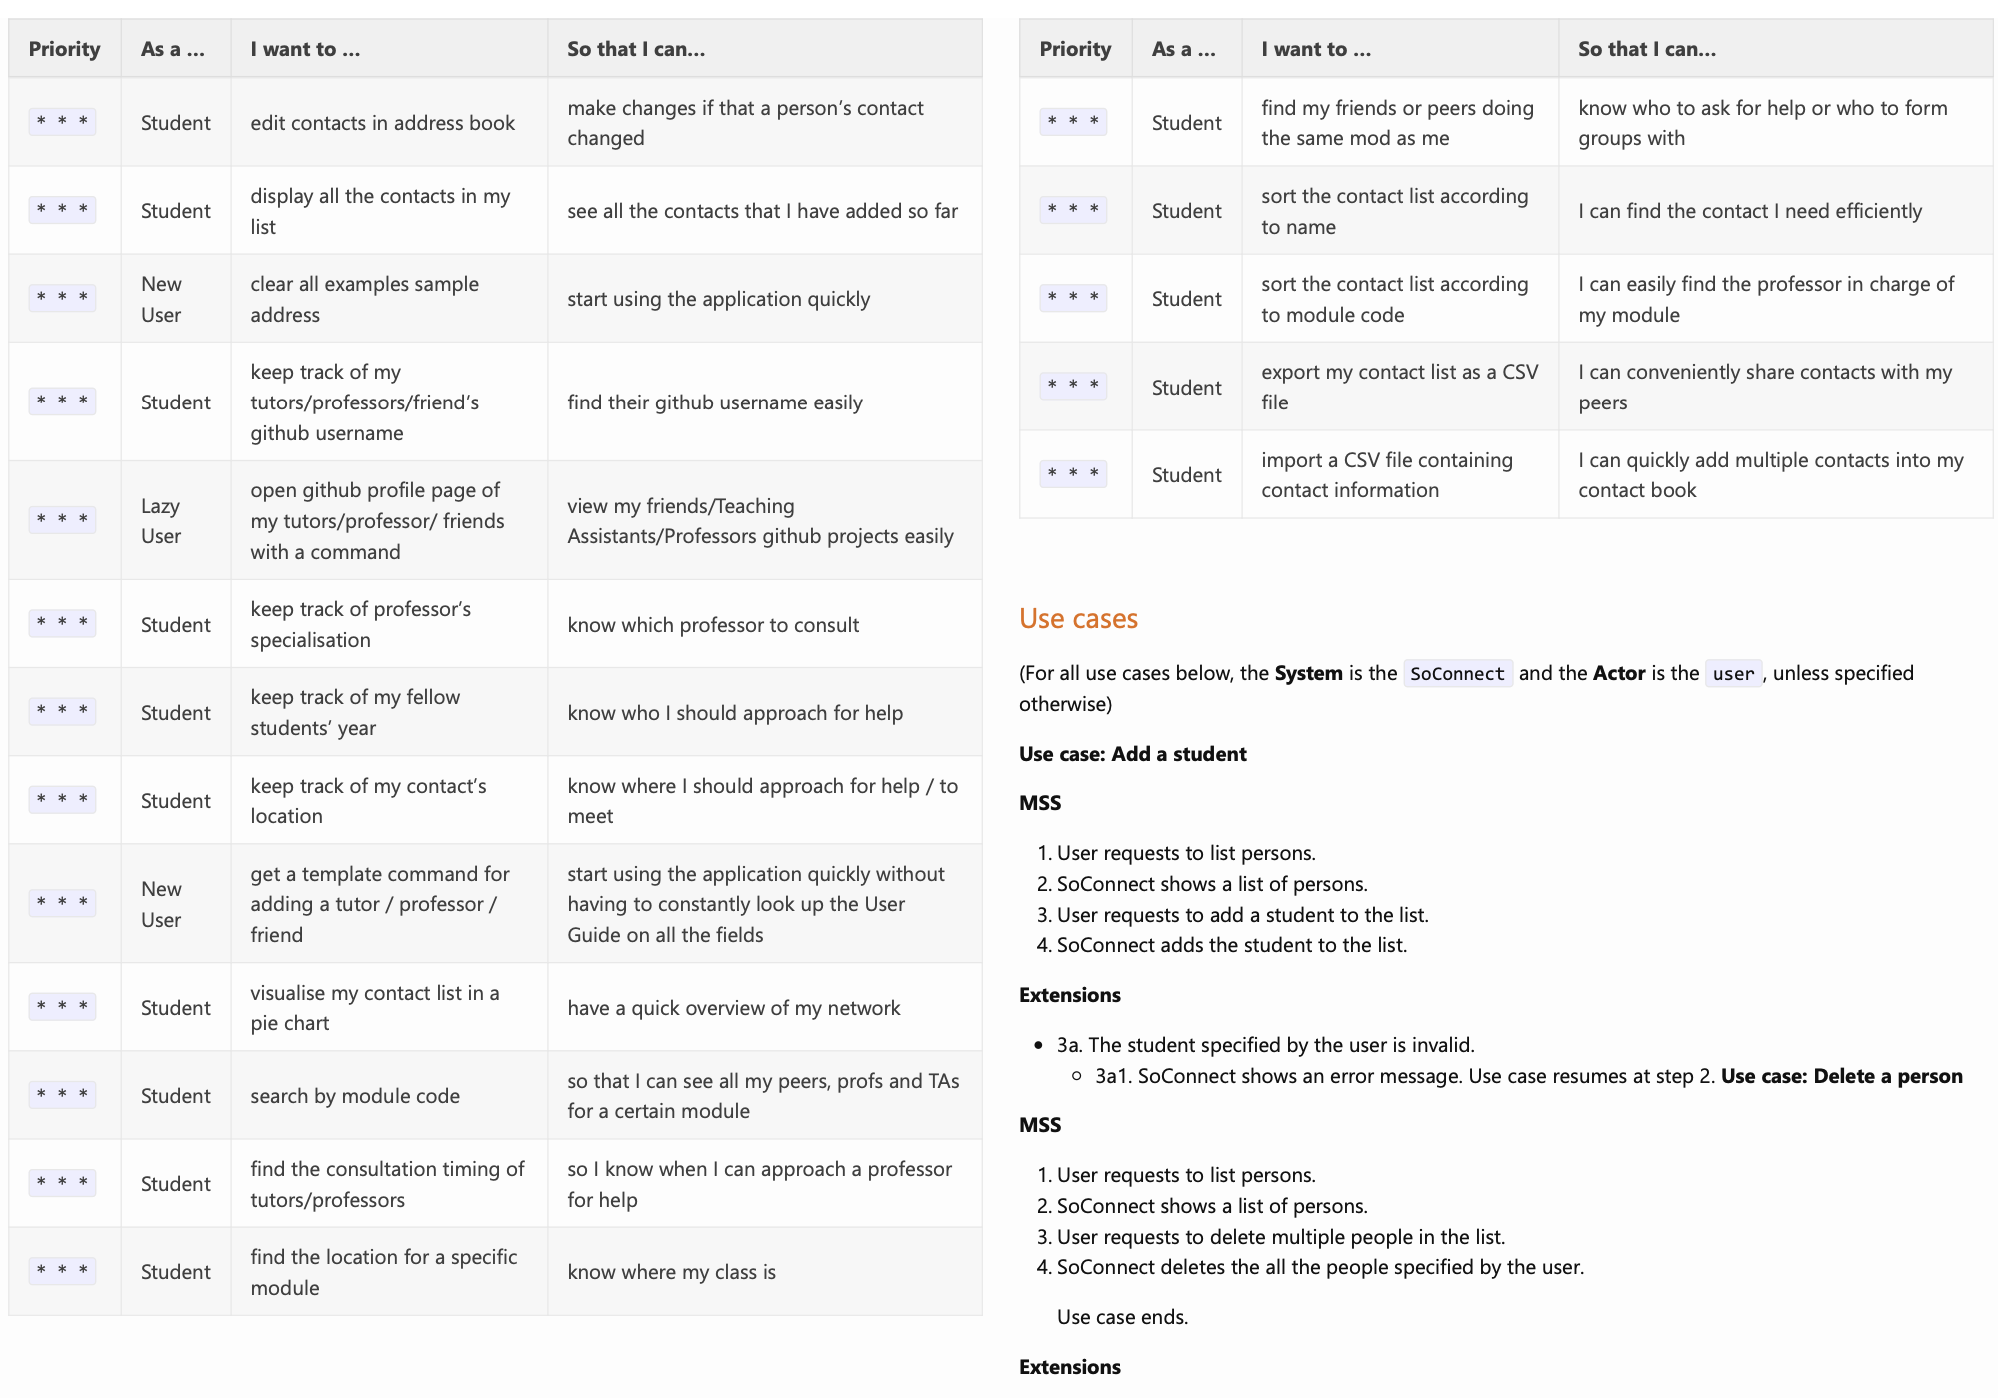 Priority As a … I want to … So that I can…
* * * Student edit contacts in address book make changes if that a person’s contact
changed
* * * Student display all the contacts in my
list see all the contacts that I have added so far
* * * New
User clear all examples sample
address start using the application quickly
* * * Student keep track of my
tutors/professors/friend’s
github username find their github username easily
* * * Lazy
User open github profile page of
my tutors/professor/ friends
with a command view my friends/Teaching
Assistants/Professors github projects easily
* * * Student keep track of professor’s
specialisation know which professor to consult
* * * Student keep track of my fellow
students’ year know who I should approach for help
* * * Student keep track of my contact’s
location know where I should approach for help / to
meet
* * * New
User get a template command for
adding a tutor / professor /
friend start using the application quickly without
having to constantly look up the User
Guide on all the fields
* * * Student visualise my contact list in a
pie chart have a quick overview of my network
* * * Student search by module code so that I can see all my peers, profs and TAs
for a certain module
* * * Student find the consultation timing of
tutors/professors so I know when I can approach a professor
for help
* * * Student find the location for a specific
module know where my class is
Priority As a … I want to … So that I can…
* * * Student find my friends or peers doing
the same mod as me know who to ask for help or who to form
groups with
* * * Student sort the contact list according
to name I can find the contact I need efficiently
* * * Student sort the contact list according
to module code I can easily find the professor in charge of
my module
* * * Student export my contact list as a CSV
file I can conveniently share contacts with my
peers
* * * Student import a CSV file containing
contact information I can quickly add multiple contacts into my
contact book
Use cases
(For all use cases below, the System is the SoConnect and the Actor is the user, unless specified
otherwise)
Use case: Add a student
MSS
1. User requests to list persons.
2. SoConnect shows a list of persons.
3. User requests to add a student to the list.
4. SoConnect adds the student to the list.
Extensions
• 3a. The student specified by the user is invalid.
○ 3a1. SoConnect shows an error message. Use case resumes at step 2. Use case: Delete a person
MSS
1. User requests to list persons.
2. SoConnect shows a list of persons.
3. User requests to delete multiple people in the list.
4. SoConnect deletes the all the people specified by the user.
Use case ends.
Extensions